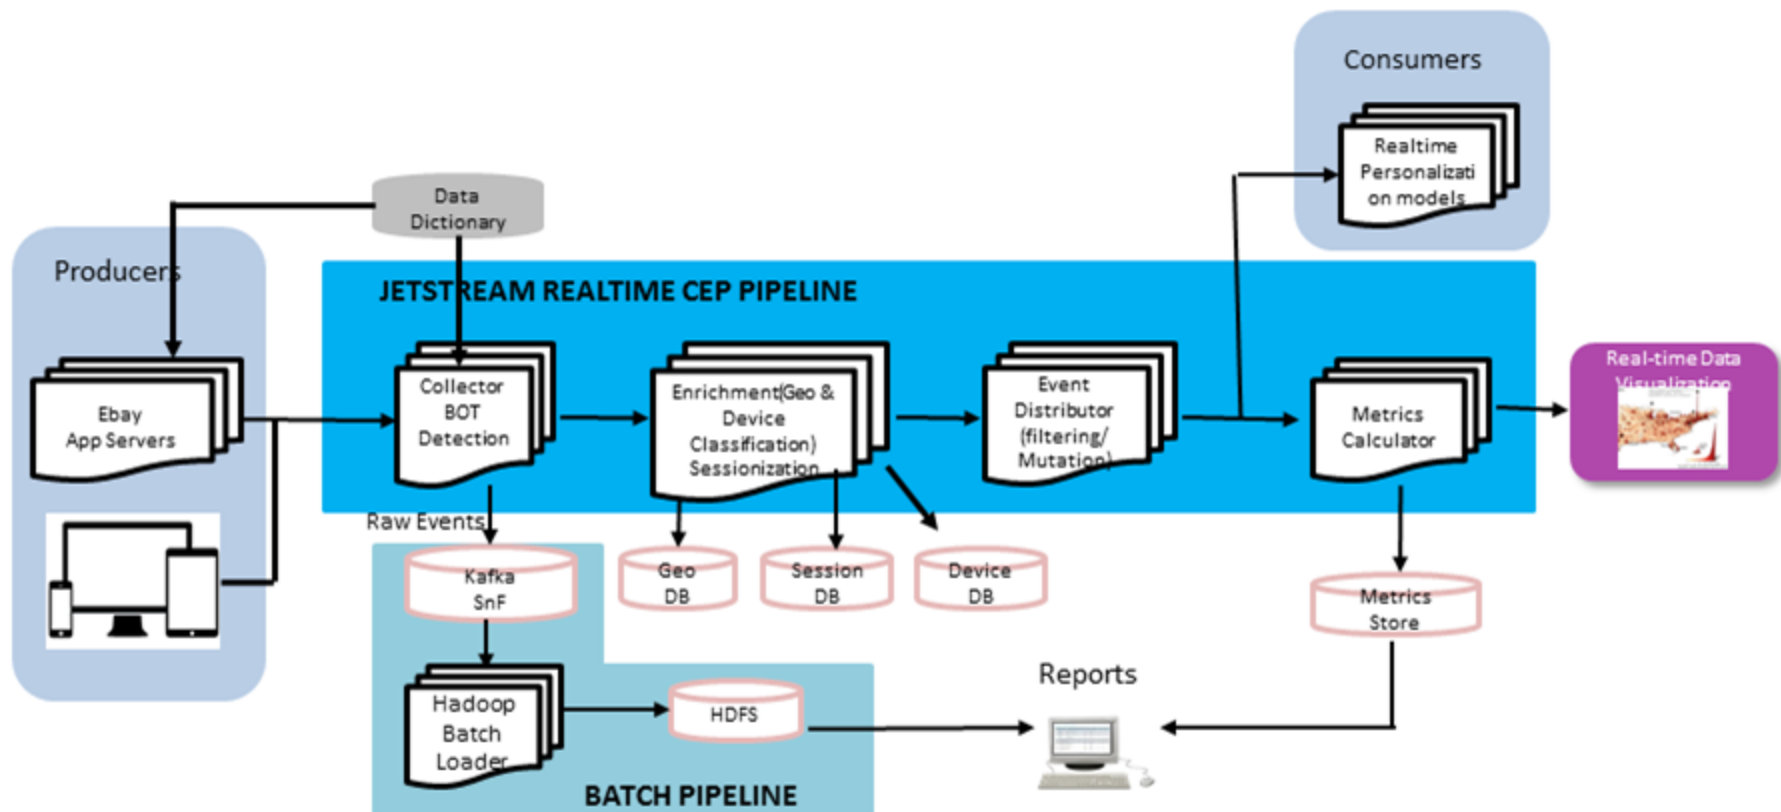 Consumers
Realtime
Personalizati
on models
Data
Dictionary
Producers
JETSTREAM REALTIME CEP PIPELINE
Ebay
App Servers
Collector
BOT
Detection
Enrichment(Geo &
Device
Classification)
Sessionization
Event
Distributor
(filtering/
Mutation)
Metrics
Calculator
Real-time Data
Visualization
Raw Events
Kafka
SnF
Geo
DB
Session
DB
Device
DB
Metrics
Store
Hadoop
Batch
Loader
HDFS
Reports
BATCH PIPELINE